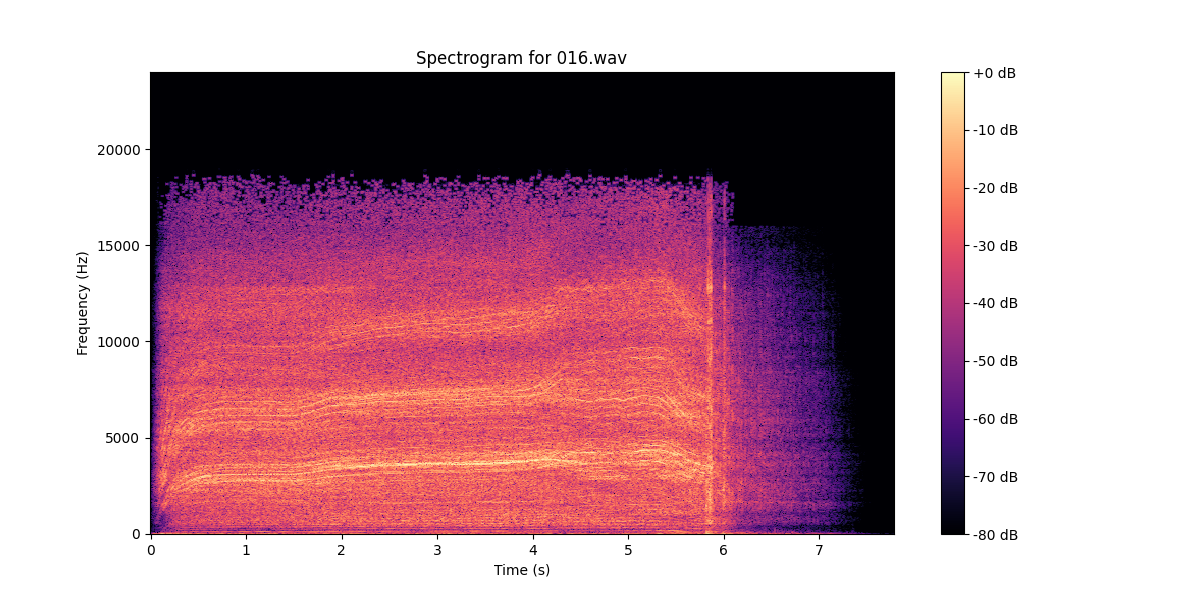 Spectrogram for 016.wav
+0 dB
-10 dB
-20 dB
-30 dB
-40 dB
-50 dB
-60 dB
-70 dB
-80 dB
Frequency (Hz)
20000
15000
10000
5000
0
0 1 2 3 4 5 6 7
Time (s)